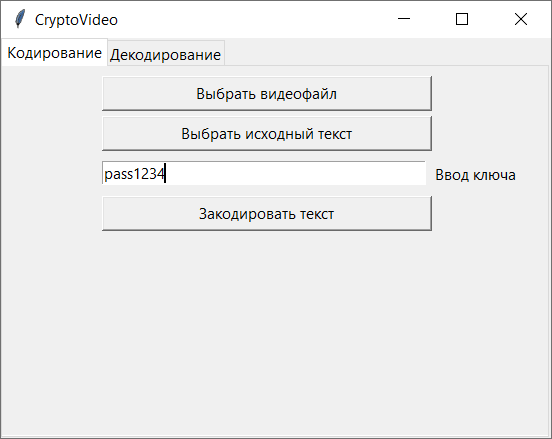 CryptoVideo
Кодирование Декодирование
Выбрать видеофайл
Выбрать исходный текст
pass1234 Ввод ключа
Закодировать текст